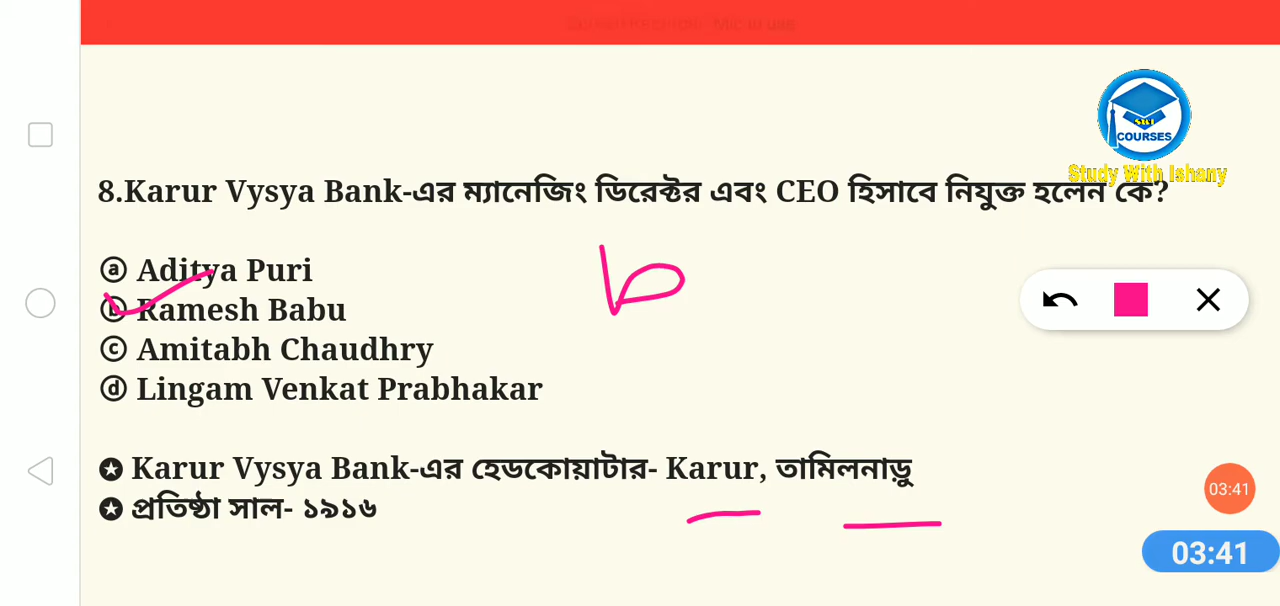 SWI
COURSES
Study With Ishany
8.Karur Vysya Bank-এর ম্যানেজিং ডিরেক্টর এবং CEO হিসাবে নিযুক্ত হলেন কে?
ⓐ Aditya Puri
ⓑ Ramesh Babu
b
ⓒ Amitabh Chaudhry
ⓓ Lingam Venkat Prabhakar
✪ Karur Vysya Bank-এর হেডকোয়াটার- Karur, তামিলনাড়ু
✪ প্রতিষ্ঠা সাল- ১৯১৬
03:41
03:41